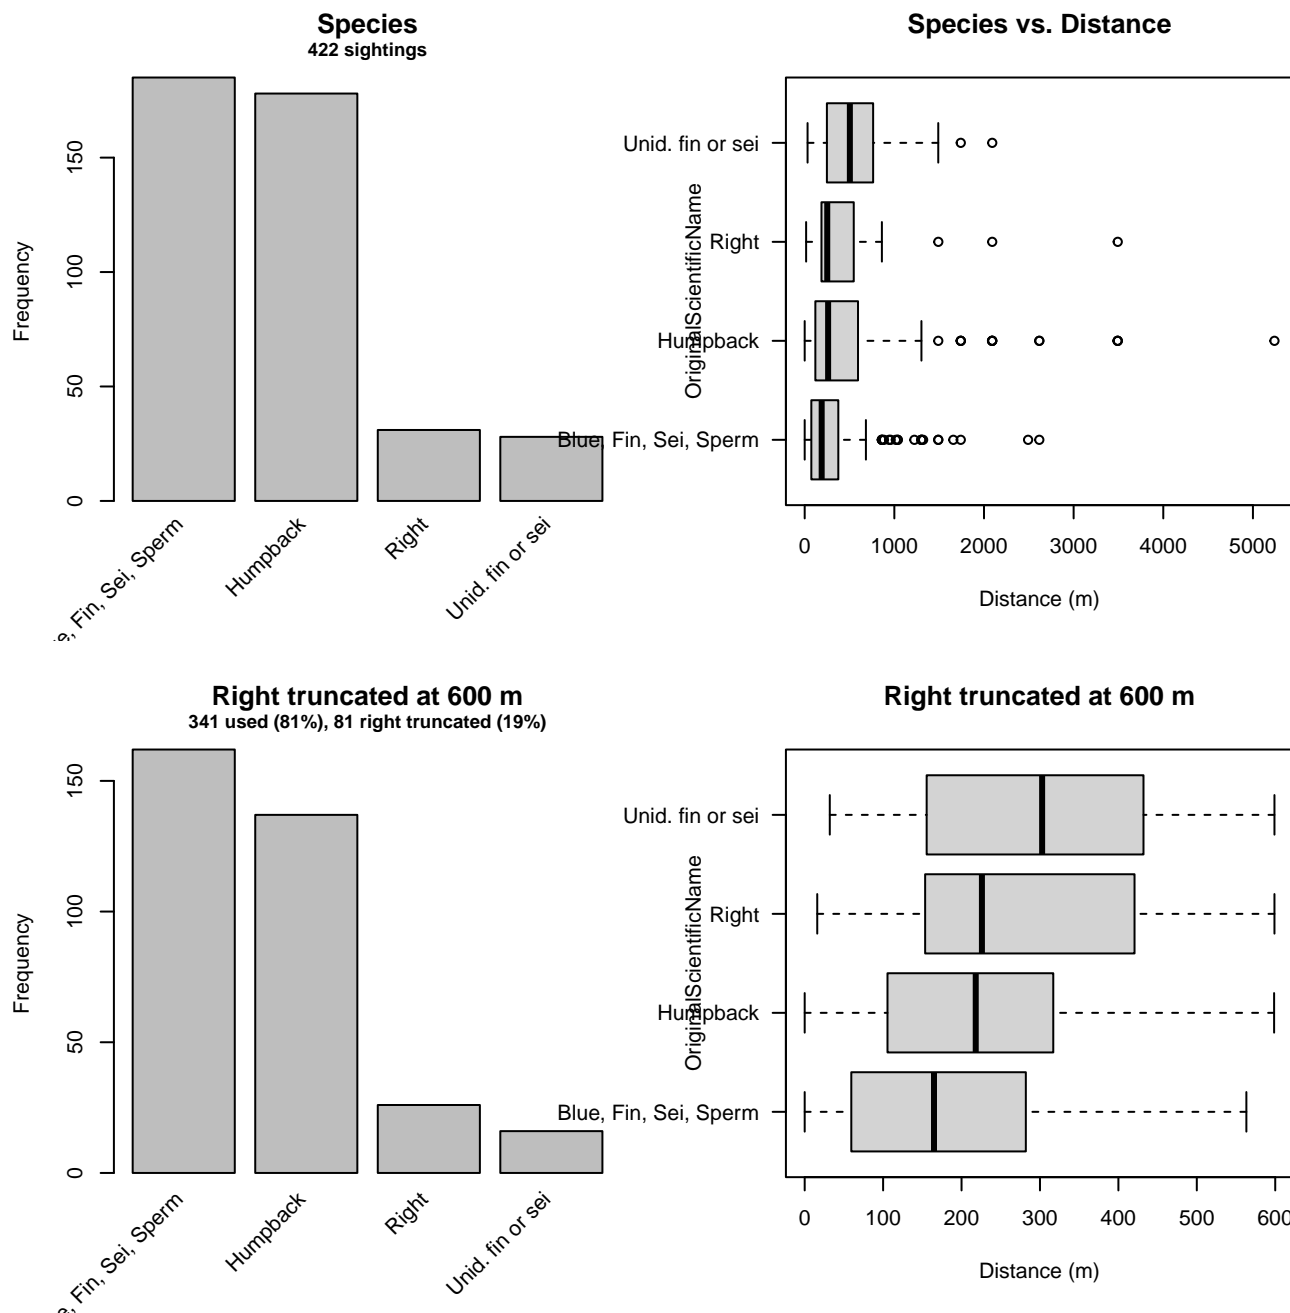 Species
422 sightings
Frequency
0
50
100
150
Fin, Sei, Sperm
Humpback
Right
Unid. fin or sei
Species vs. Distance
OriginalScientificName
Unid. fin or sei
Right
Humpback
Blue, Fin, Sei, Sperm
0 1000 2000 3000 4000 5000
Distance (m)
Right truncated at 600 m
341 used (81%), 81 right truncated (19%)
Frequency
0
50
100
150
Fin, Sei, Sperm
Humpback
Right
Unid. fin or sei
Right truncated at 600 m
OriginalScientificName
Unid. fin or sei
Right
Humpback
Blue, Fin, Sei, Sperm
0 100 200 300 400 500 600
Distance (m)